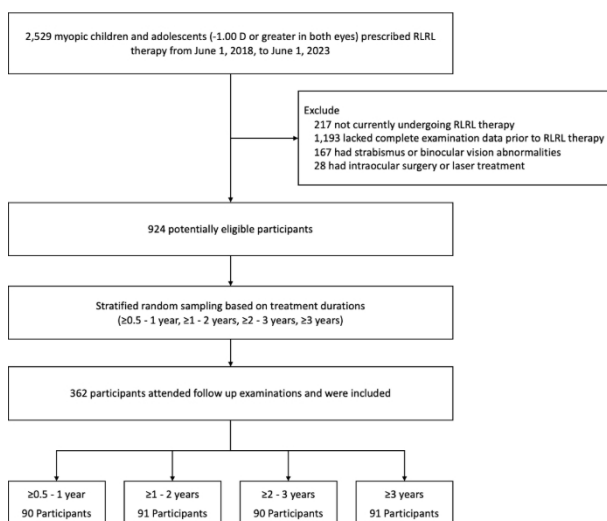 2,529 myopic children and adolescents (-1.00 D or greater in both eyes) prescribed RLRL
therapy from June 1, 2018, to June 1, 2023
Exclude
217 not currently undergoing RLRL therapy
1,193 lacked complete examination data prior to RLRL therapy
167 had strabismus or binocular vision abnormalities
28 had intraocular surgery or laser treatment
924 potentially eligible participants
Stratified random sampling based on treatment durations
(≥0.5 - 1 year, ≥1 - 2 years, ≥2 - 3 years, ≥3 years)
362 participants attended follow up examinations and were included
≥0.5 - 1 year
90 Participants
≥1 - 2 years
91 Participants
≥2 - 3 years
90 Participants
≥3 years
91 Participants